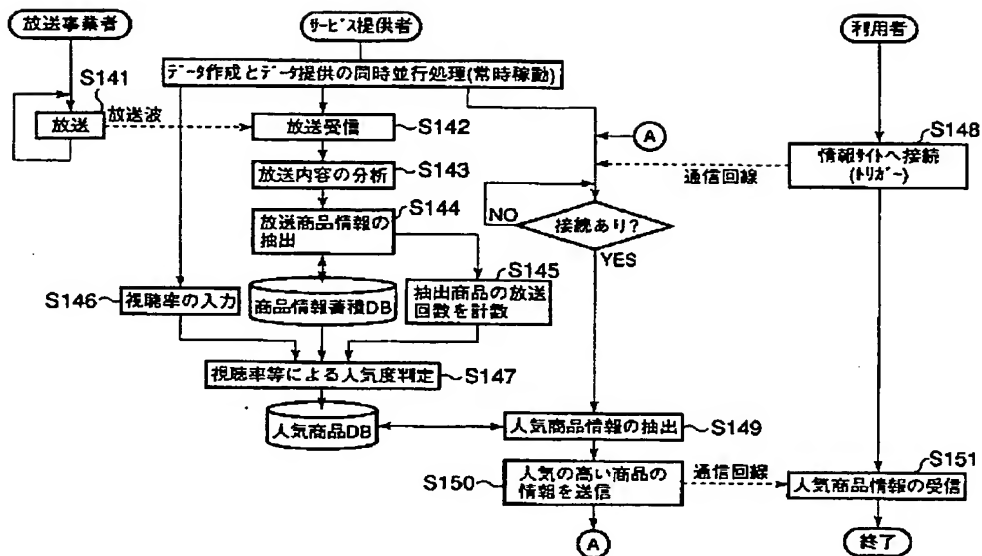 放送事業者
サービス提供者
利用者
データ作成とデータ提供の同時並行処理(常時稼動)
S141
放送
放送波
放送受信
S142
A
S148
情報サイトへ接続
(トリガー)
通信回線
放送内容の分析
S143
S144
放送商品情報の
抽出
NO
接続あり?
YES
S145
抽出商品の放送
回数を計数
S146
視聴率の入力
商品情報蓄積DB
視聴率等による人気度判定
S147
人気商品DB
人気商品情報の抽出
S149
S150
人気の高い商品の
情報を送信
通信回線
S151
人気商品情報の受信
A
終了